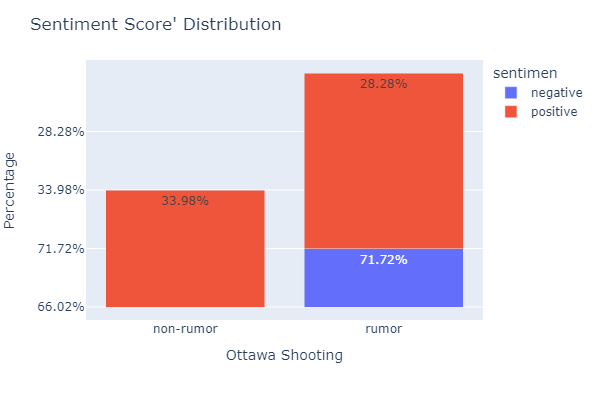 Sentiment Score' Distribution
sentimen
negative
positive
28.28%
33.98%
71.72%
66.02%
Percentage
33.98%
28.28%
71.72%
non-rumor
rumor
Ottawa Shooting